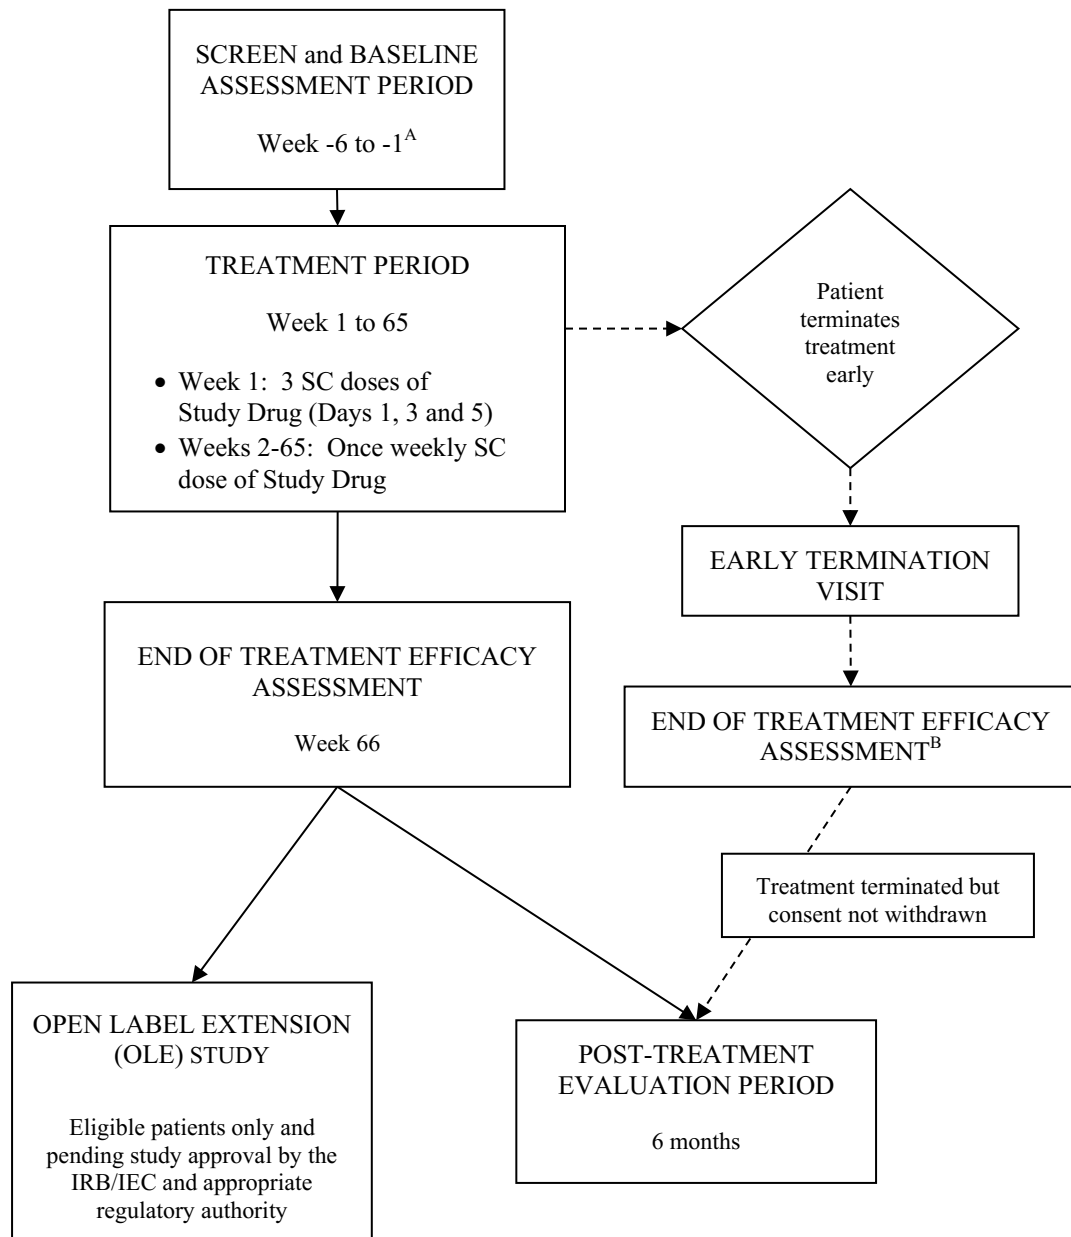 SCREEN and BASELINE
ASSESSMENT PERIOD
Week -6 to -1A
TREATMENT PERIOD
Week 1 to 65
• Week 1: 3 SC doses of
Study Drug (Days 1, 3 and 5)
• Weeks 2-65: Once weekly SC
dose of Study Drug
Patient
terminates
treatment
early
EARLY TERMINATION
VISIT
END OF TREATMENT EFFICACY
ASSESSMENT
Week 66
END OF TREATMENT EFFICACY
ASSESSMENTB
Treatment terminated but
consent not withdrawn
OPEN LABEL EXTENSION
(OLE) STUDY
Eligible patients only and
pending study approval by the
IRB/IEC and appropriate
regulatory authority
POST-TREATMENT
EVALUATION PERIOD
6 months